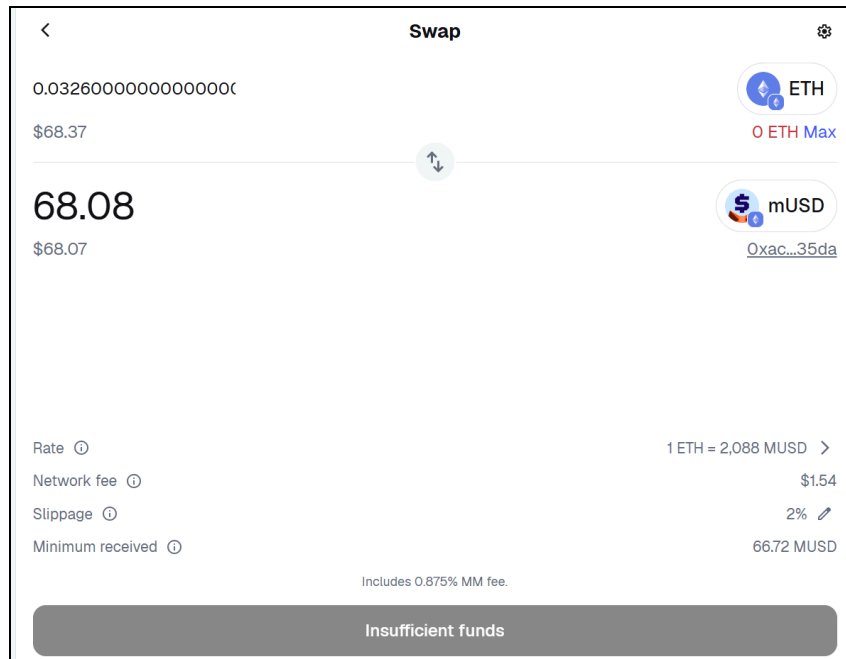 Swap
0.0326000000000000(
ETH
$68.37
0 ETH Max
68.08
mUSD
$68.07
0xac...35da
Rate
1 ETH = 2,088 MUSD
Network fee
$1.54
Slippage
2%
Minimum received
66.72 MUSD
Includes 0.875% MM fee.
Insufficient funds